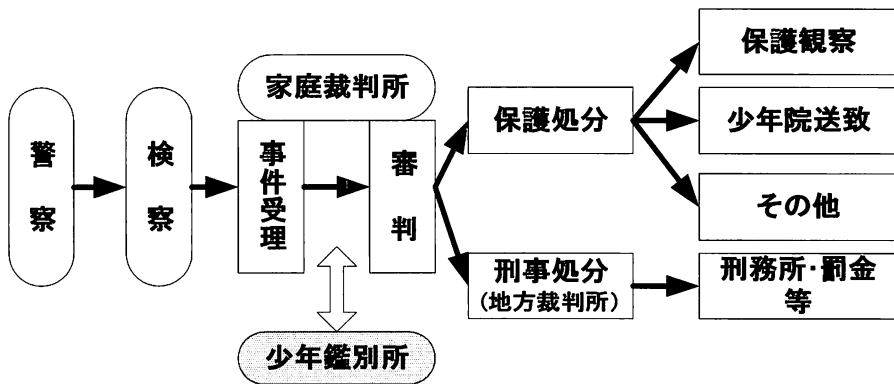 警察
検察
家庭裁判所
事件受理
審判
少年鑑別所
保護処分
刑事処分
(地方裁判所)
保護観察
少年院送致
その他
刑務所・罰金
等